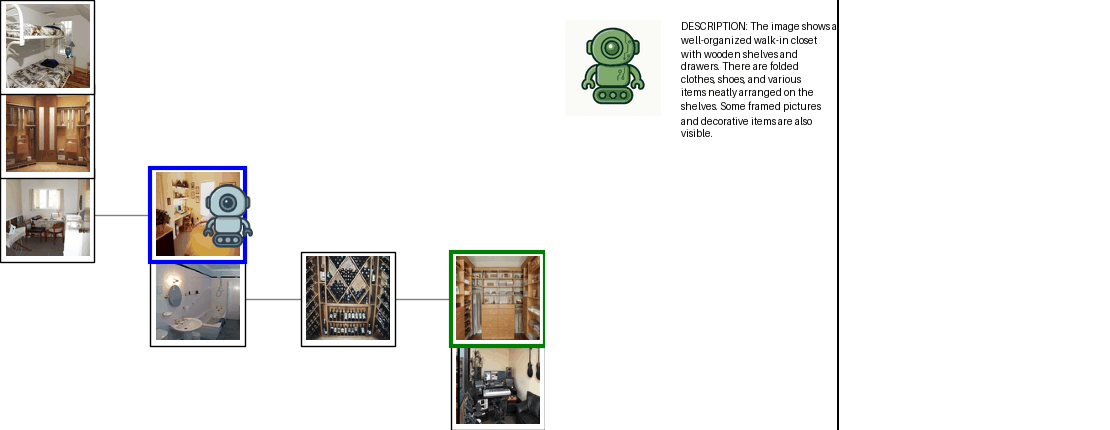 DESCRIPTION: The image shows a
well-organized walk-in closet
with wooden shelves and
drawers. There are folded
clothes, shoes, and various
items neatly arranged on the
shelves. Some framed pictures
and decorative items are also
visible.